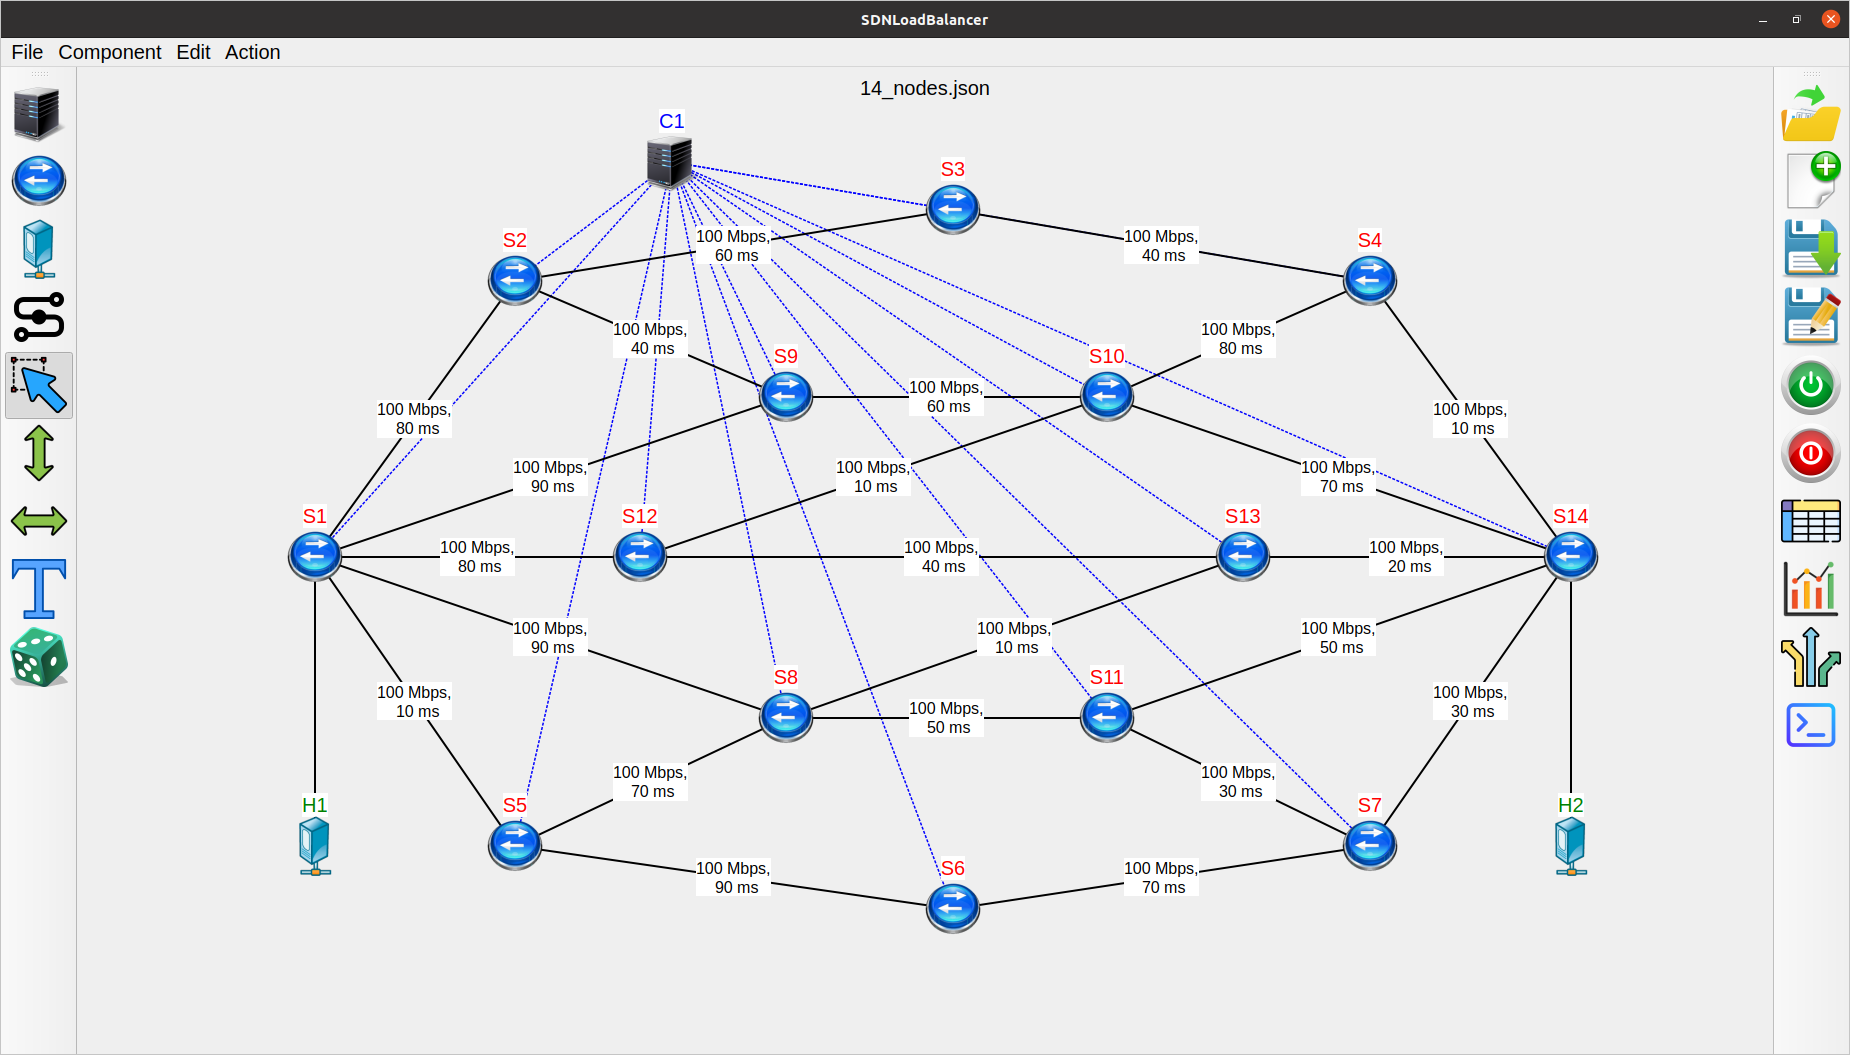 SDNLoadBalancer
File Component Edit Action
14_nodes.json
C1
S3
S2
100 Mbps,
60 ms
100 Mbps,
40 ms
S4
100 Mbps,
40 ms
S9
S10
100 Mbps,
80 ms
100 Mbps,
80 ms
100 Mbps,
60 ms
100 Mbps,
10 ms
100 Mbps,
90 ms
100 Mbps,
10 ms
100 Mbps,
70 ms
S1
S12
S13
S14
100 Mbps,
80 ms
100 Mbps,
40 ms
100 Mbps,
20 ms
100 Mbps,
90 ms
100 Mbps,
10 ms
100 Mbps,
50 ms
S8
S11
100 Mbps,
10 ms
100 Mbps,
50 ms
100 Mbps,
30 ms
100 Mbps,
70 ms
100 Mbps,
30 ms
H1
S5
S7
H2
100 Mbps,
90 ms
S6
100 Mbps,
70 ms